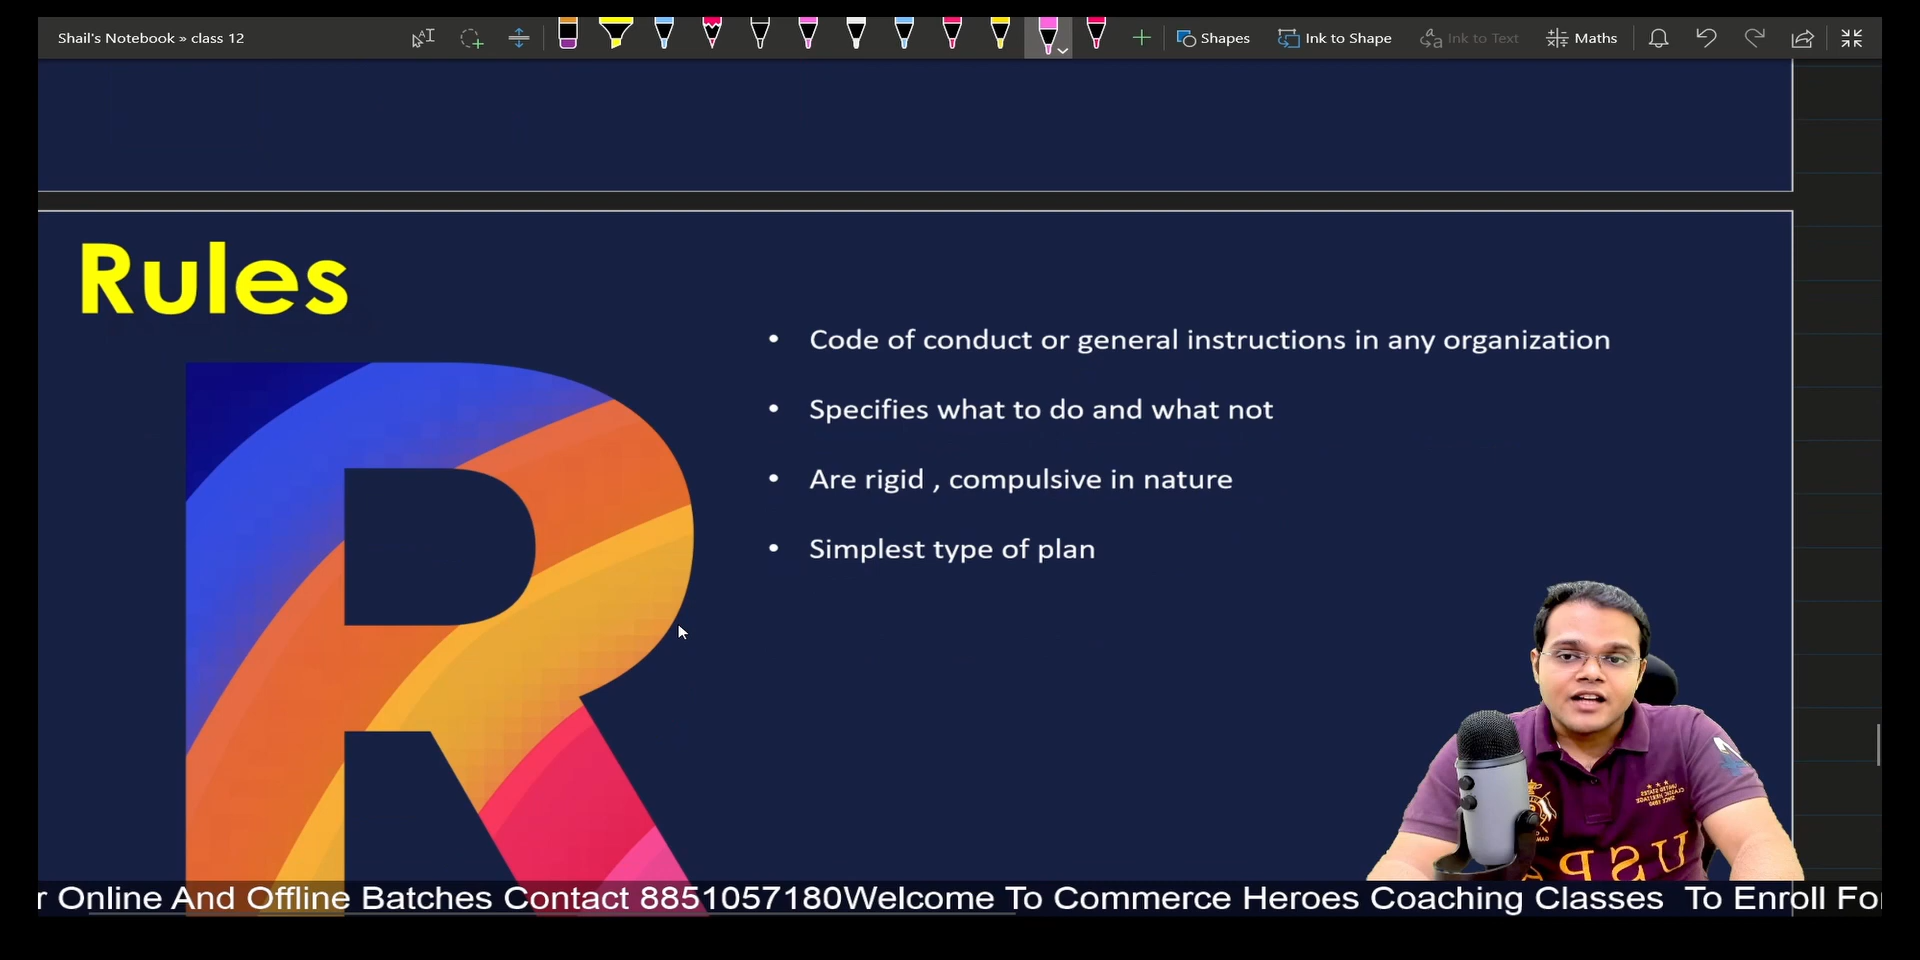 Shail's Notebook » class 12
Shapes
Ink to Shape
Ink to Text
Maths
Rules
• Code of conduct or general instructions in any organization
• Specifies what to do and what not
• Are rigid , compulsive in nature
• Simplest type of plan
r Online And Offline Batches Contact 8851057180Welcome To Commerce Heroes Coaching Classes To Enroll For